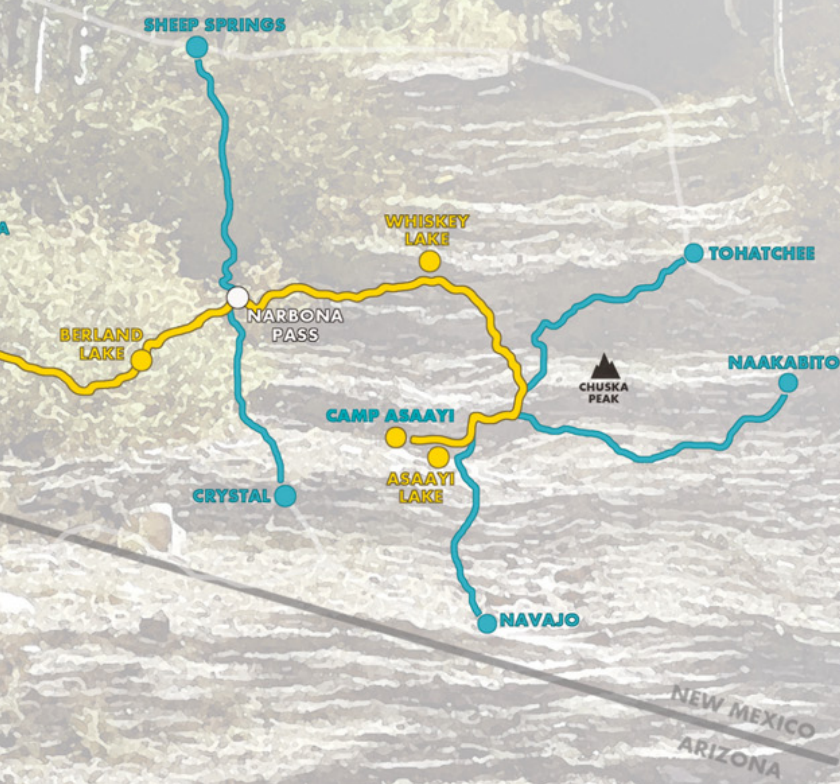 SHEEP SPRINGS
WHISKEY
LAKE
TOHATCHEE
NARBONA
PASS
BERLAND
LAKE
NAAKABITO
CHUSKA
PEAK
CAMP ASAAYI
ASAAYI
LAKE
CRYSTAL
NAVAJO
NEW MEXICO
ARIZONA